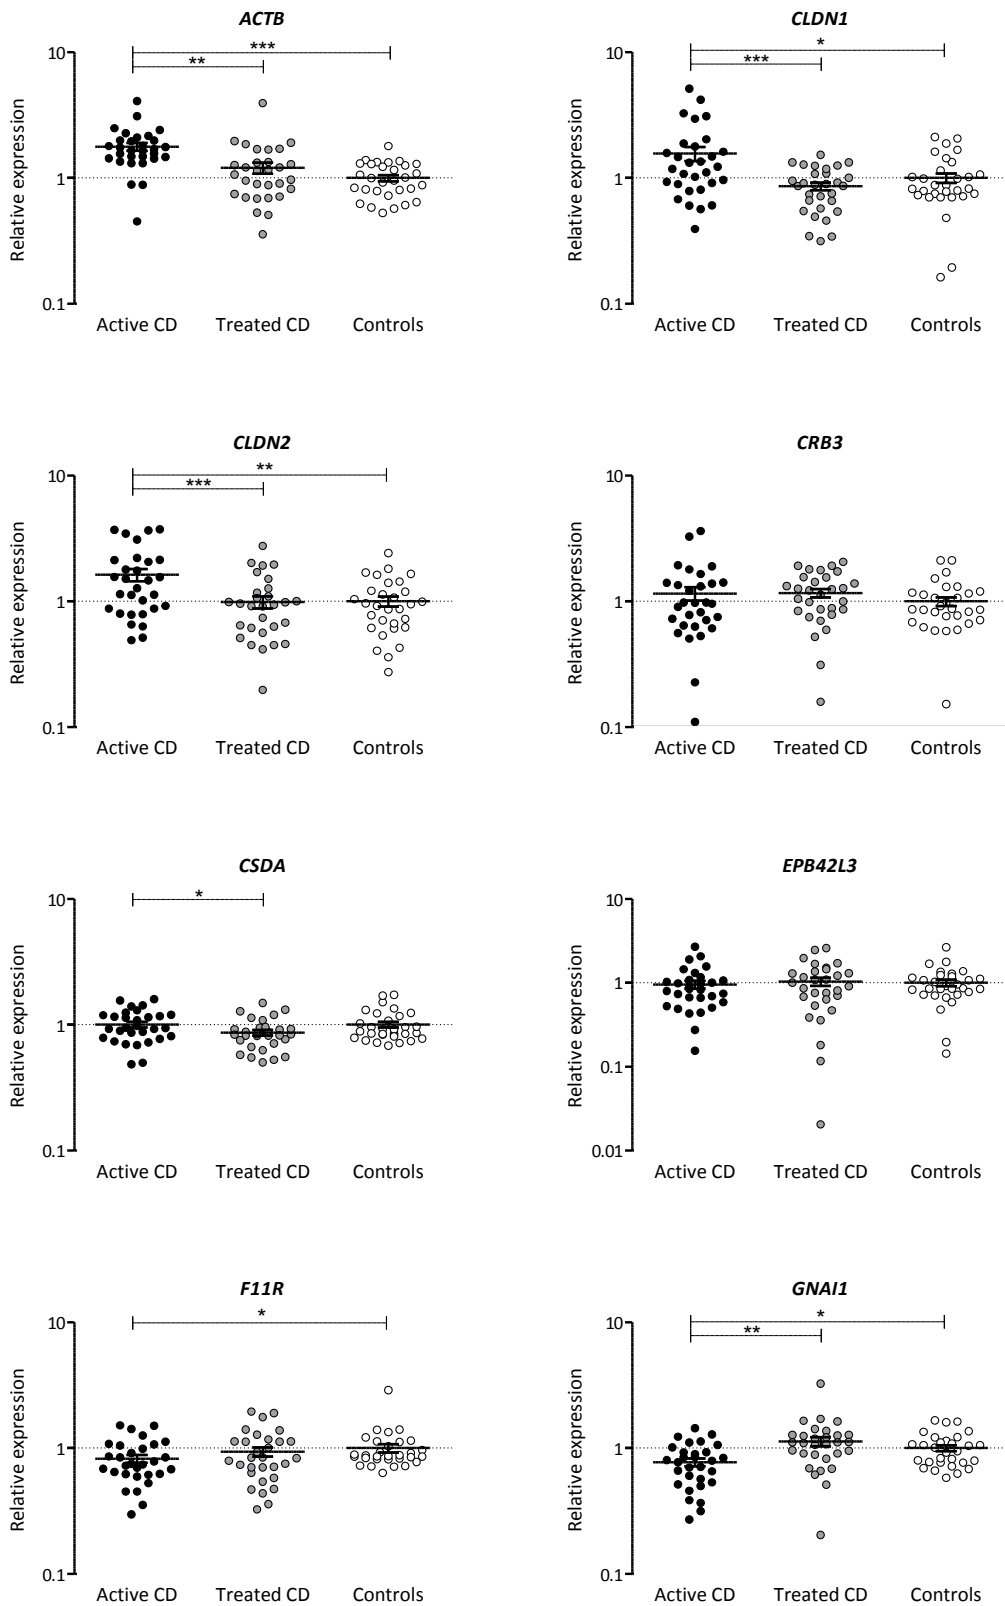 ACTB
10
***
**
Relative expression
1
0.1
Active CD Treated CD Controls
CLDN1
10
*
***
Relative expression
1
0.1
Active CD Treated CD Controls
CLDN2
10
**
***
Relative expression
1
0.1
Active CD Treated CD Controls
CRB3
10
Relative expression
1
0.1
Active CD Treated CD Controls
CSDA
10
*
Relative expression
1
0.1
Active CD Treated CD Controls
EPB42L3
10
Relative expression
1
0.1
0.01
Active CD Treated CD Controls
F11R
10
*
Relative expression
1
0.1
Active CD Treated CD Controls
GNAI1
10
*
**
Relative expression
1
0.1
Active CD Treated CD Controls